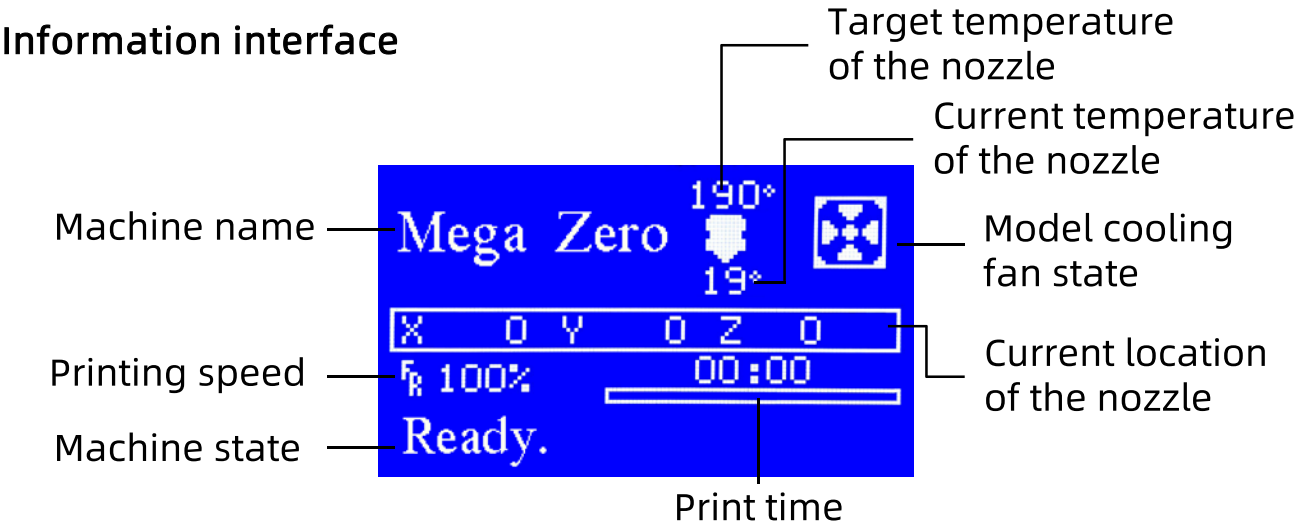 Information interface
Target temperature
of the nozzle
Current temperature
of the nozzle
Machine name
Mega Zero
190°
19°
Model cooling
fan state
X 0 Y 0 Z 0
Current location
of the nozzle
Printing speed
FR 100%
00:00
Machine state
Ready.
Print time